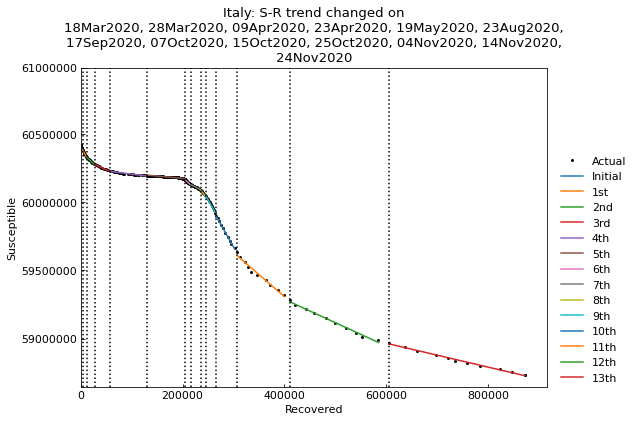 Italy: S-R trend changed on
18Mar2020, 28Mar2020, 09Apr2020, 23Apr2020, 19May2020, 23Aug2020,
17Sep2020, 07Oct2020, 15Oct2020, 25Oct2020, 04Nov2020, 14Nov2020,
24Nov2020
61000000
60500000
60000000
59500000
59000000
Susceptible
0
200000
400000
600000
800000
Recovered
Actual
Initial
1st
2nd
3rd
4th
5th
6th
7th
8th
9th
10th
11th
12th
13th